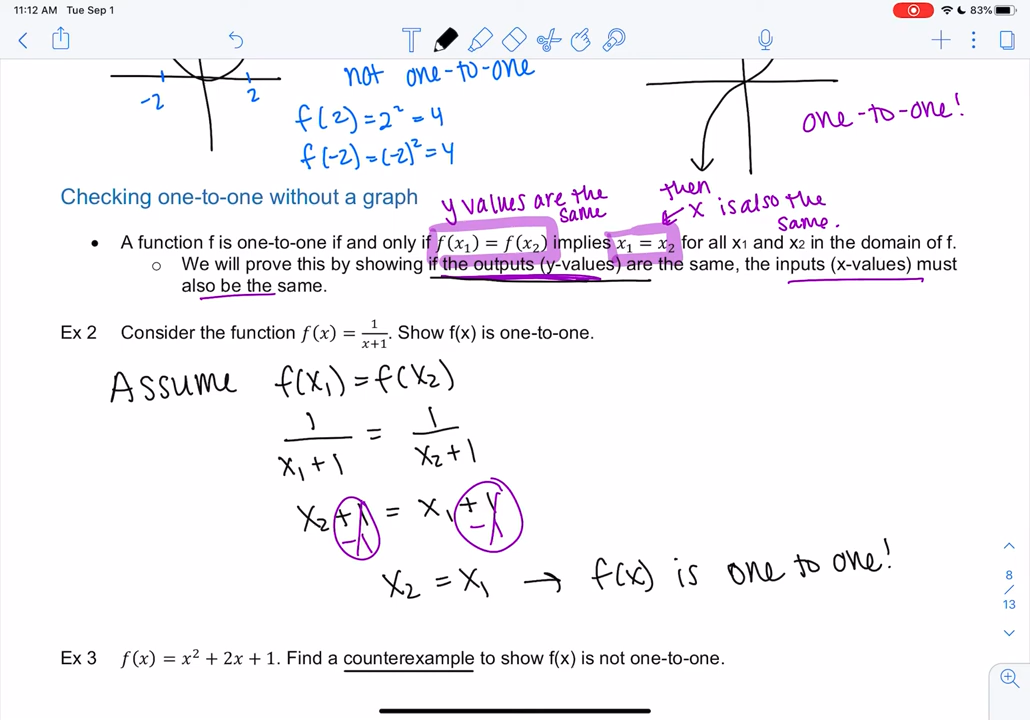 11:12 AM Tue Sep 1
83%
T
not one-to-one
-2
2
f(2) = 2² = 4
f(-2) = (-2)² = 4
one-to-one!
Checking one-to-one without a graph
y values are the same
then x is also the same.
• A function f is one-to-one if and only if f(x₁) = f(x₂) implies x₁ = x₂ for all x1 and x2 in the domain of f.
o We will prove this by showing if the outputs (y-values) are the same, the inputs (x-values) must
also be the same.
Ex 2 Consider the function f(x) = 1/(x+1). Show f(x) is one-to-one.
Assume f(x₁) = f(x₂)
1/(x₁+1) = 1/(x₂+1)
x₂ + 1 = x₁ + 1
-1 -1
x₂ = x₁ → f(x) is one to one!
8
/
13
Ex 3 f(x) = x² + 2x + 1. Find a counterexample to show f(x) is not one-to-one.